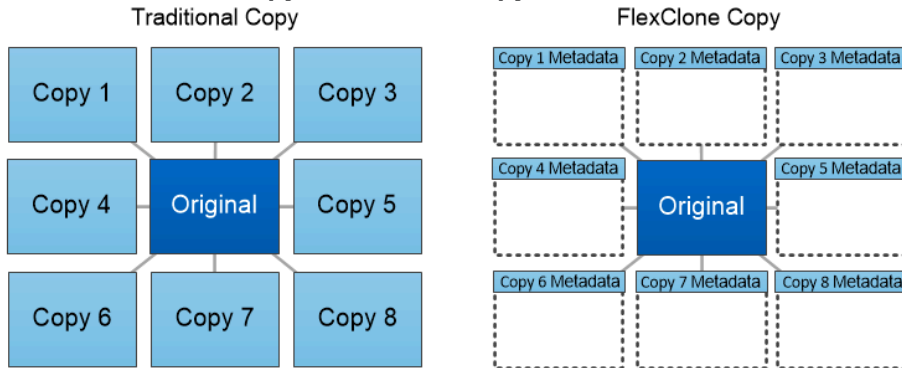 Traditional Copy
FlexClone Copy
Copy 1
Copy 2
Copy 3
Copy 4
Original
Copy 5
Copy 6
Copy 7
Copy 8
Copy 1 Metadata
Copy 2 Metadata
Copy 3 Metadata
Copy 4 Metadata
Original
Copy 5 Metadata
Copy 6 Metadata
Copy 7 Metadata
Copy 8 Metadata